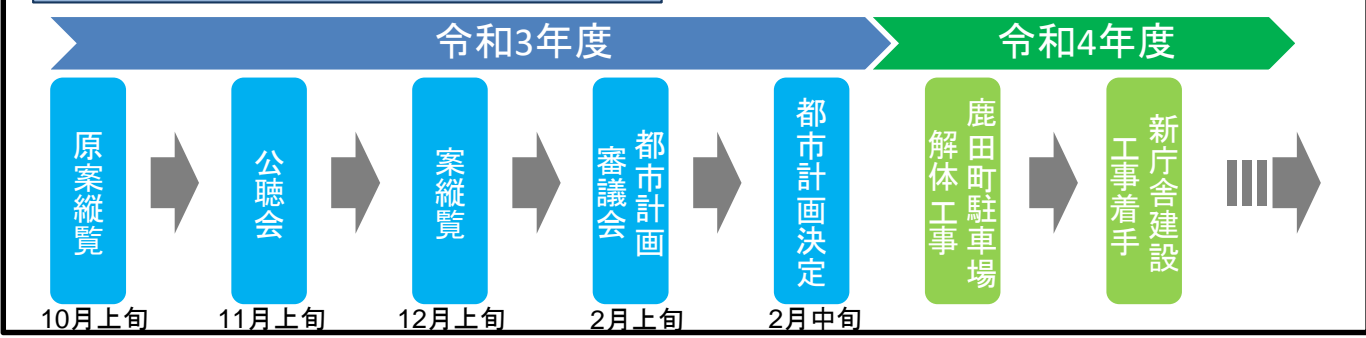 令和3年度
令和4年度
原案縦覧
公聴会
案縦覧
都市計画
審議会
都市計画決定
鹿田町駐車場
解体工事
新庁舎建設
工事着手
10月上旬
11月上旬
12月上旬
2月上旬
2月中旬